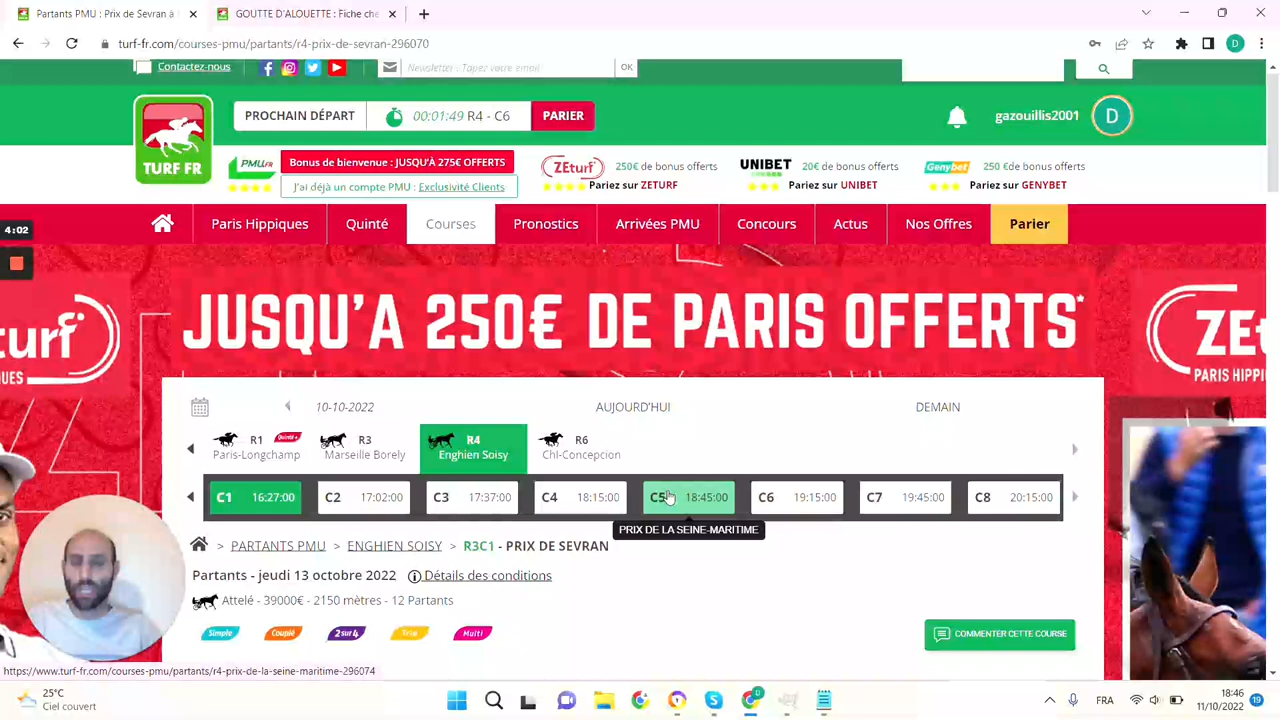 Partants PMU : Prix de Sevran à
GOUTTE D'ALOUETTE : Fiche che
turf-fr.com/courses-pmu/partants/r4-prix-de-sevran-296070
D
Contactez-nous
Newsletter - Tapez votre email
OK
PROCHAIN DÉPART
00:01:49 R4 - C6
PARIER
gazouillis2001
D
TURF FR
PMU.FR
Bonus de bienvenue : JUSQU'À 275€ OFFERTS
J'ai déjà un compte PMU : Exclusivité Clients
ZEturf
250€ de bonus offerts
Pariez sur ZETURF
UNIBET
20€ de bonus offerts
Pariez sur UNIBET
Genybet
250 €de bonus offerts
Pariez sur GENYBET
Paris Hippiques
Quinté
Courses
Pronostics
Arrivées PMU
Concours
Actus
Nos Offres
Parier
4:02
JUSQU'A 250€ DE PARIS OFFERTS*
urf
QUES
ZE
PARIS HIPPI
10-10-2022
AUJOURD'HUI
DEMAIN
R1
Quinté+
Paris-Longchamp
R3
Marseille Borely
R4
Enghien Soisy
R6
Chl-Concepcion
C1 16:27:00
C2 17:02:00
C3 17:37:00
C4 18:15:00
C5 18:45:00
C6 19:15:00
C7 19:45:00
C8 20:15:00
PRIX DE LA SEINE-MARITIME
> PARTANTS PMU > ENGHIEN SOISY > R3C1 - PRIX DE SEVRAN
Partants - jeudi 13 octobre 2022 Détails des conditions
Attelé - 39000€ - 2150 mètres - 12 Partants
Simple
Couplé
2sur4
Trio
Multi
COMMENTER CETTE COURSE
https://www.turf-fr.com/courses-pmu/partants/r4-prix-de-la-seine-maritime-296074
25°C
Ciel couvert
D
FRA
18:46
11/10/2022
19